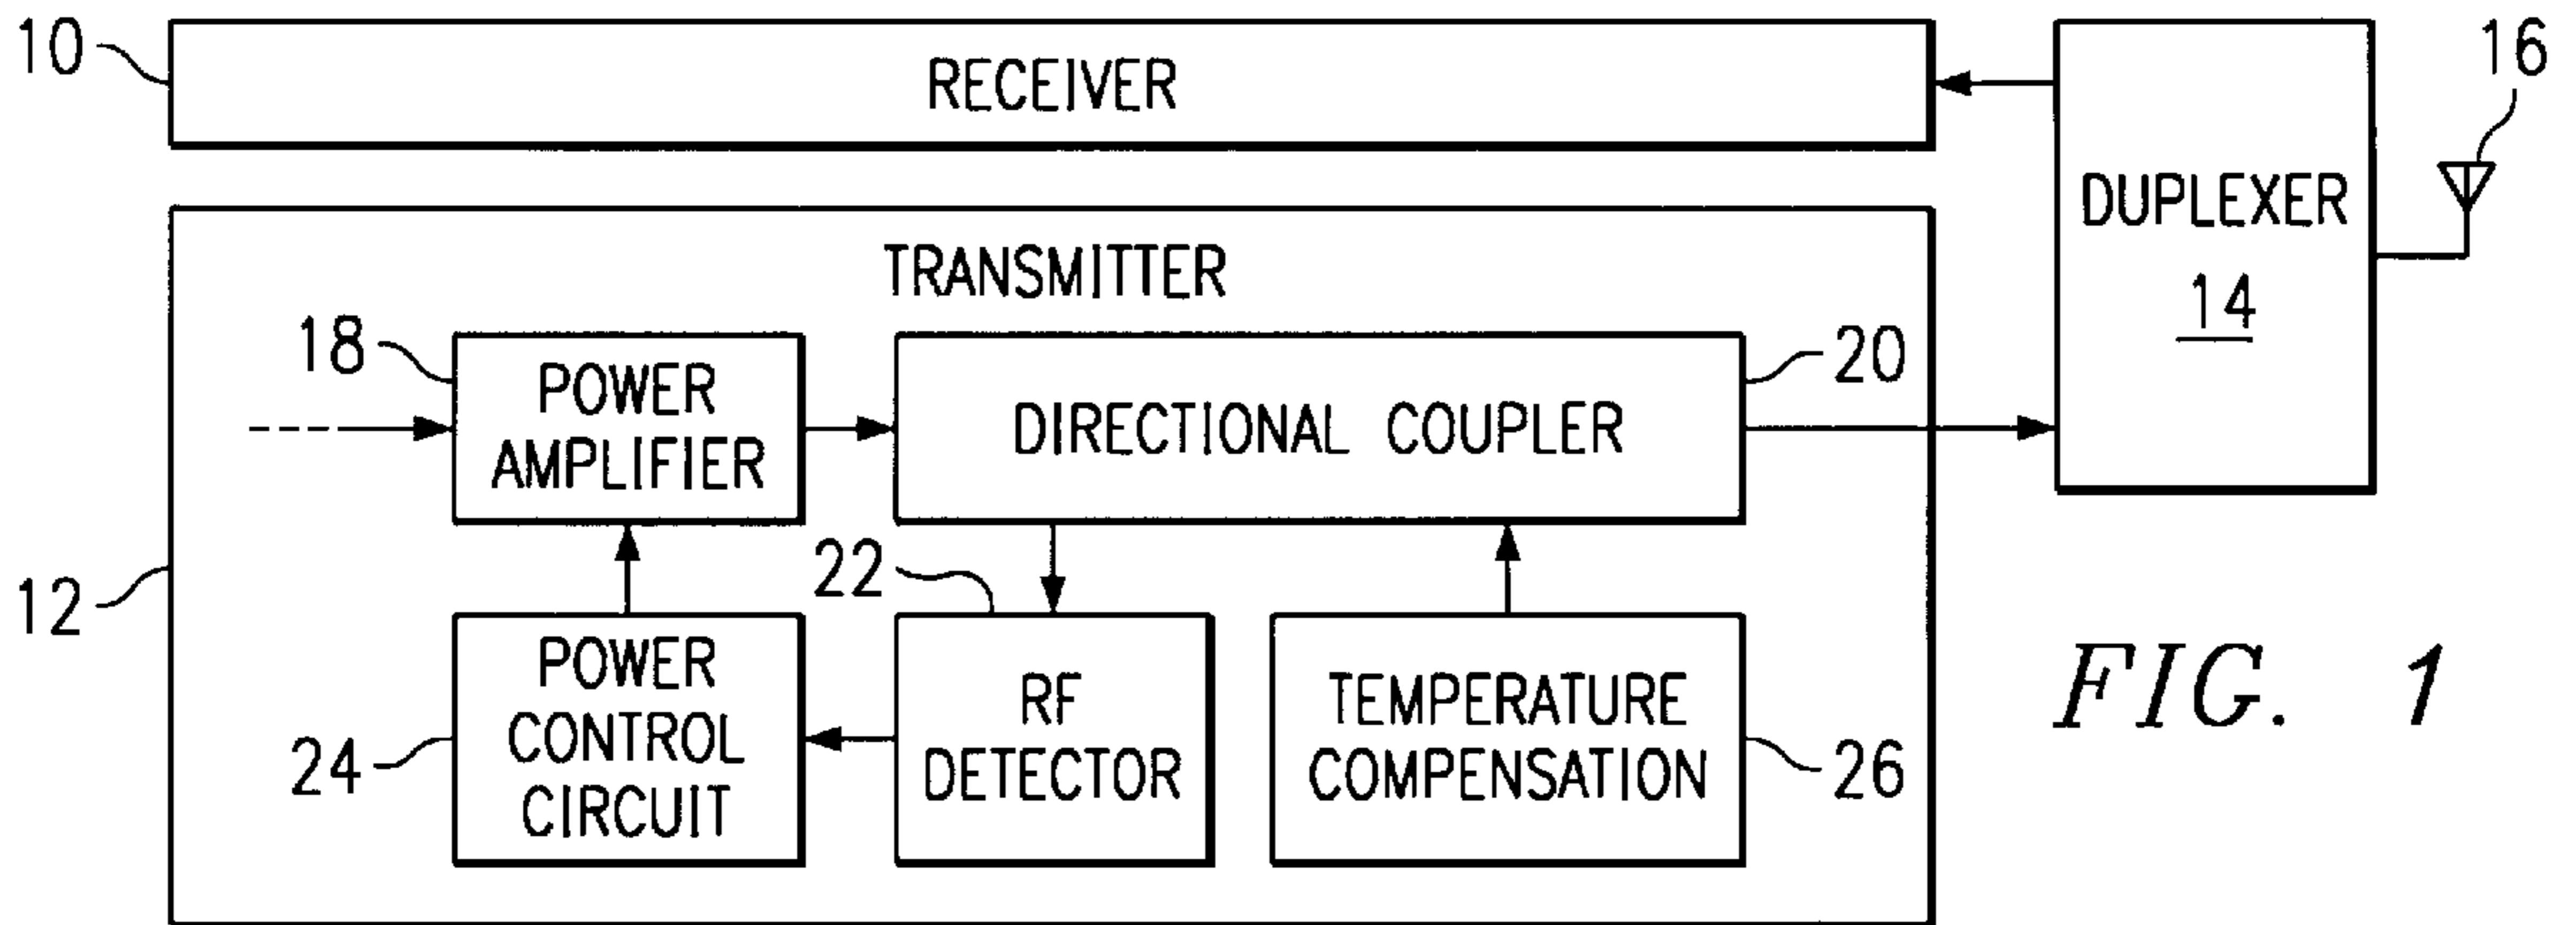 10
RECEIVER
16
DUPLEXER
14
TRANSMITTER
18
POWER
AMPLIFIER
DIRECTIONAL COUPLER
20
12
22
POWER
CONTROL
CIRCUIT
24
RF
DETECTOR
TEMPERATURE
COMPENSATION
26
FIG. 1